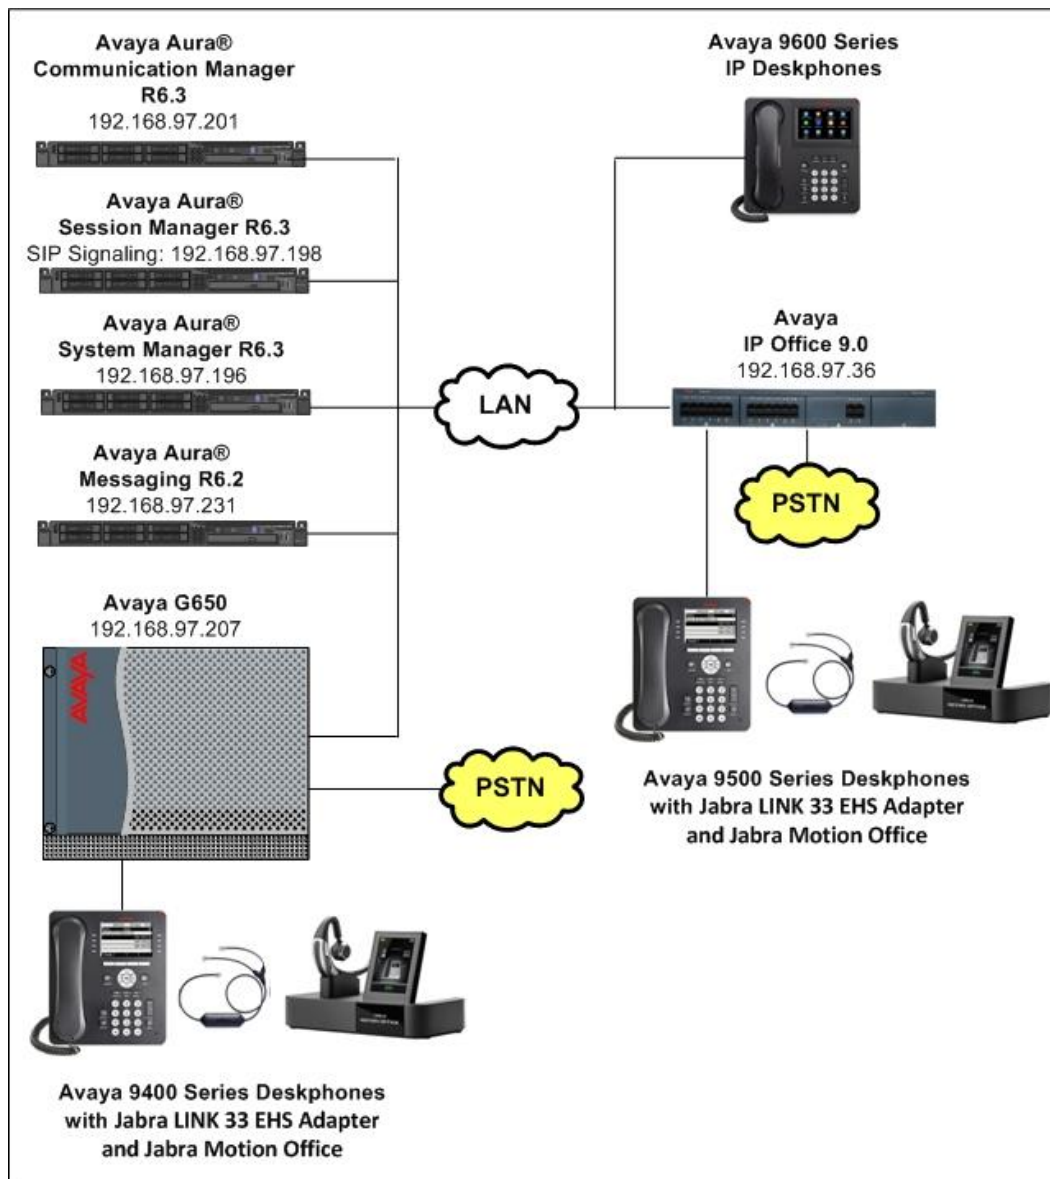 Avaya Aura®
Communication Manager
R6.3
192.168.97.201
Avaya Aura®
Session Manager R6.3
SIP Signaling: 192.168.97.198
Avaya Aura®
System Manager R6.3
192.168.97.196
Avaya Aura®
Messaging R6.2
192.168.97.231
Avaya G650
192.168.97.207
AVAYA
LAN
PSTN
Avaya 9400 Series Deskphones
with Jabra LINK 33 EHS Adapter
and Jabra Motion Office
Avaya 9600 Series
IP Deskphones
Avaya
IP Office 9.0
192.168.97.36
PSTN
Avaya 9500 Series Deskphones
with Jabra LINK 33 EHS Adapter
and Jabra Motion Office